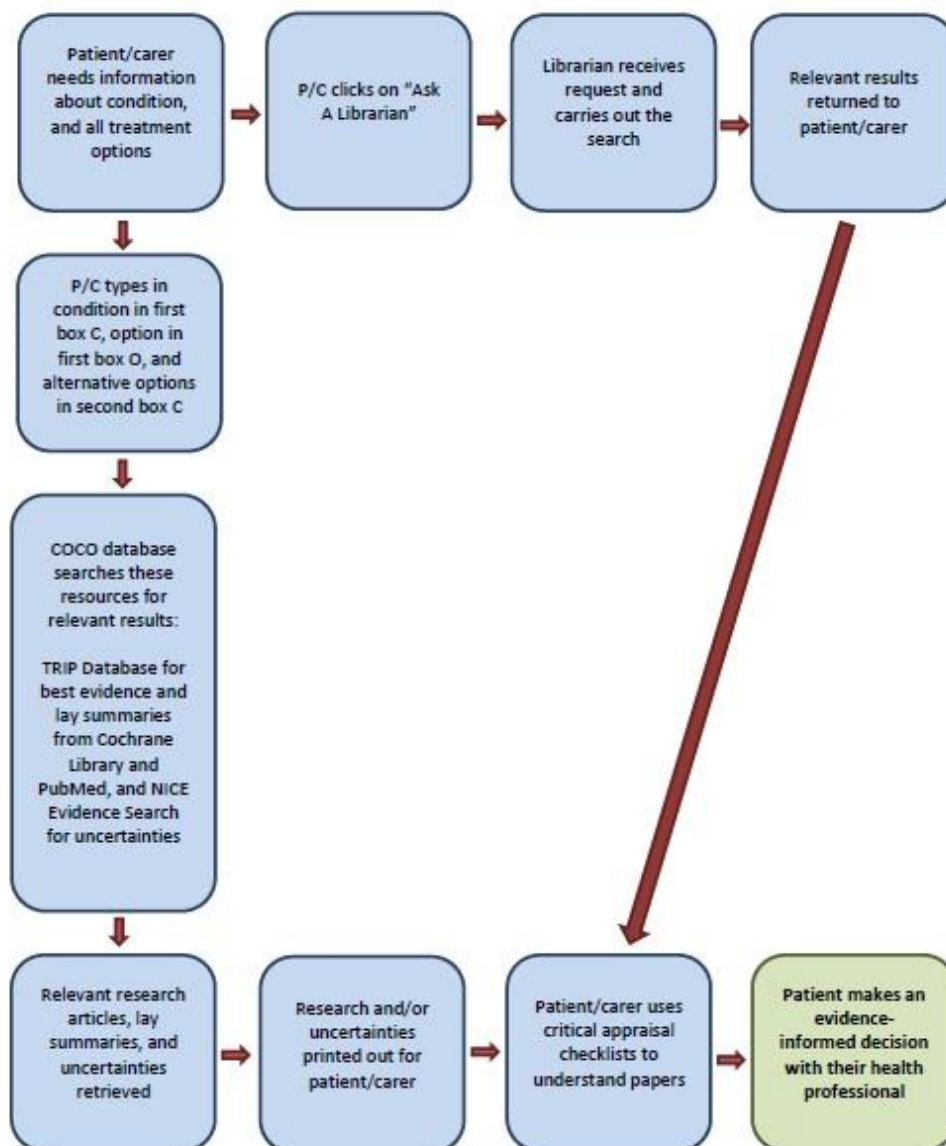 Patient/carer
needs information
about condition,
and all treatment
options
P/C clicks on "Ask
A Librarian"
Librarian receives
request and
carries out the
search
Relevant results
returned to
patient/carer
P/C types in
condition in first
box C, option in
first box O, and
alternative options
in second box C
COCO database
searches these
resources for
relevant results:
TRIP Database for
best evidence and
lay summaries
from Cochrane
Library and
PubMed, and NICE
Evidence Search
for uncertainties
Relevant research
articles, lay
summaries, and
uncertainties
retrieved
Research and/or
uncertainties
printed out for
patient/carer
Patient/carer uses
critical appraisal
checklists to
understand papers
Patient makes an
evidence-
informed decision
with their health
professional